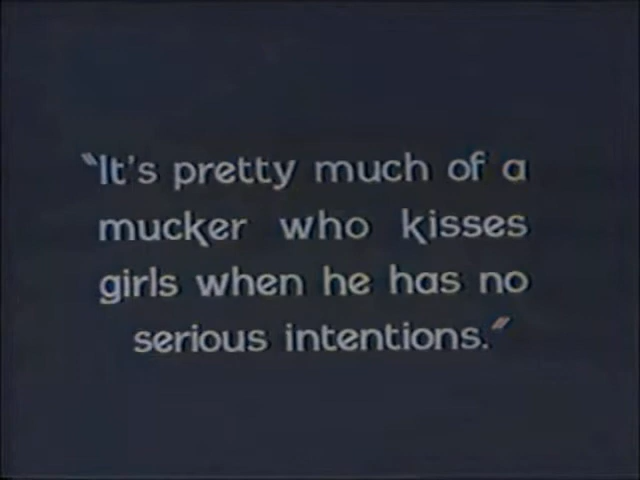 "It's pretty much of a
mucker who kisses
girls when he has no
serious intentions."